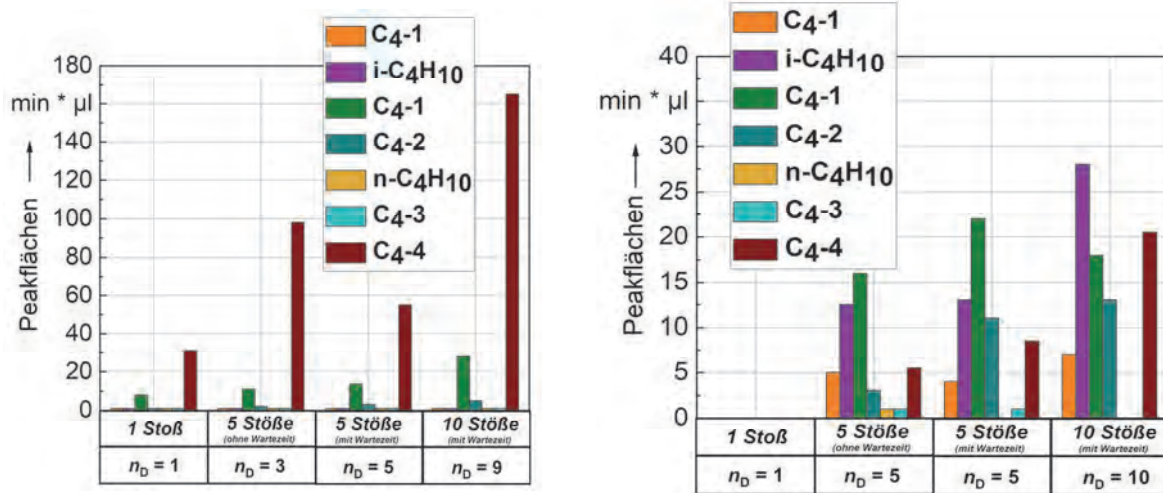 180
min * µl
160
140
120
100
80
60
40
20
0
Peakflächen
C4-1
i-C4H10
C4-1
C4-2
n-C4H10
C4-3
C4-4
1 Stoß
5 Stöße
(ohne Wartezeit)
5 Stöße
(mit Wartezeit)
10 Stöße
(mit Wartezeit)
nD = 1
nD = 3
nD = 5
nD = 9
40
min * µl
35
30
25
20
15
10
5
0
Peakflächen
C4-1
i-C4H10
C4-1
C4-2
n-C4H10
C4-3
C4-4
1 Stoß
5 Stöße
(ohne Wartezeit)
5 Stöße
(mit Wartezeit)
10 Stöße
(mit Wartezeit)
nD = 1
nD = 5
nD = 5
nD = 10